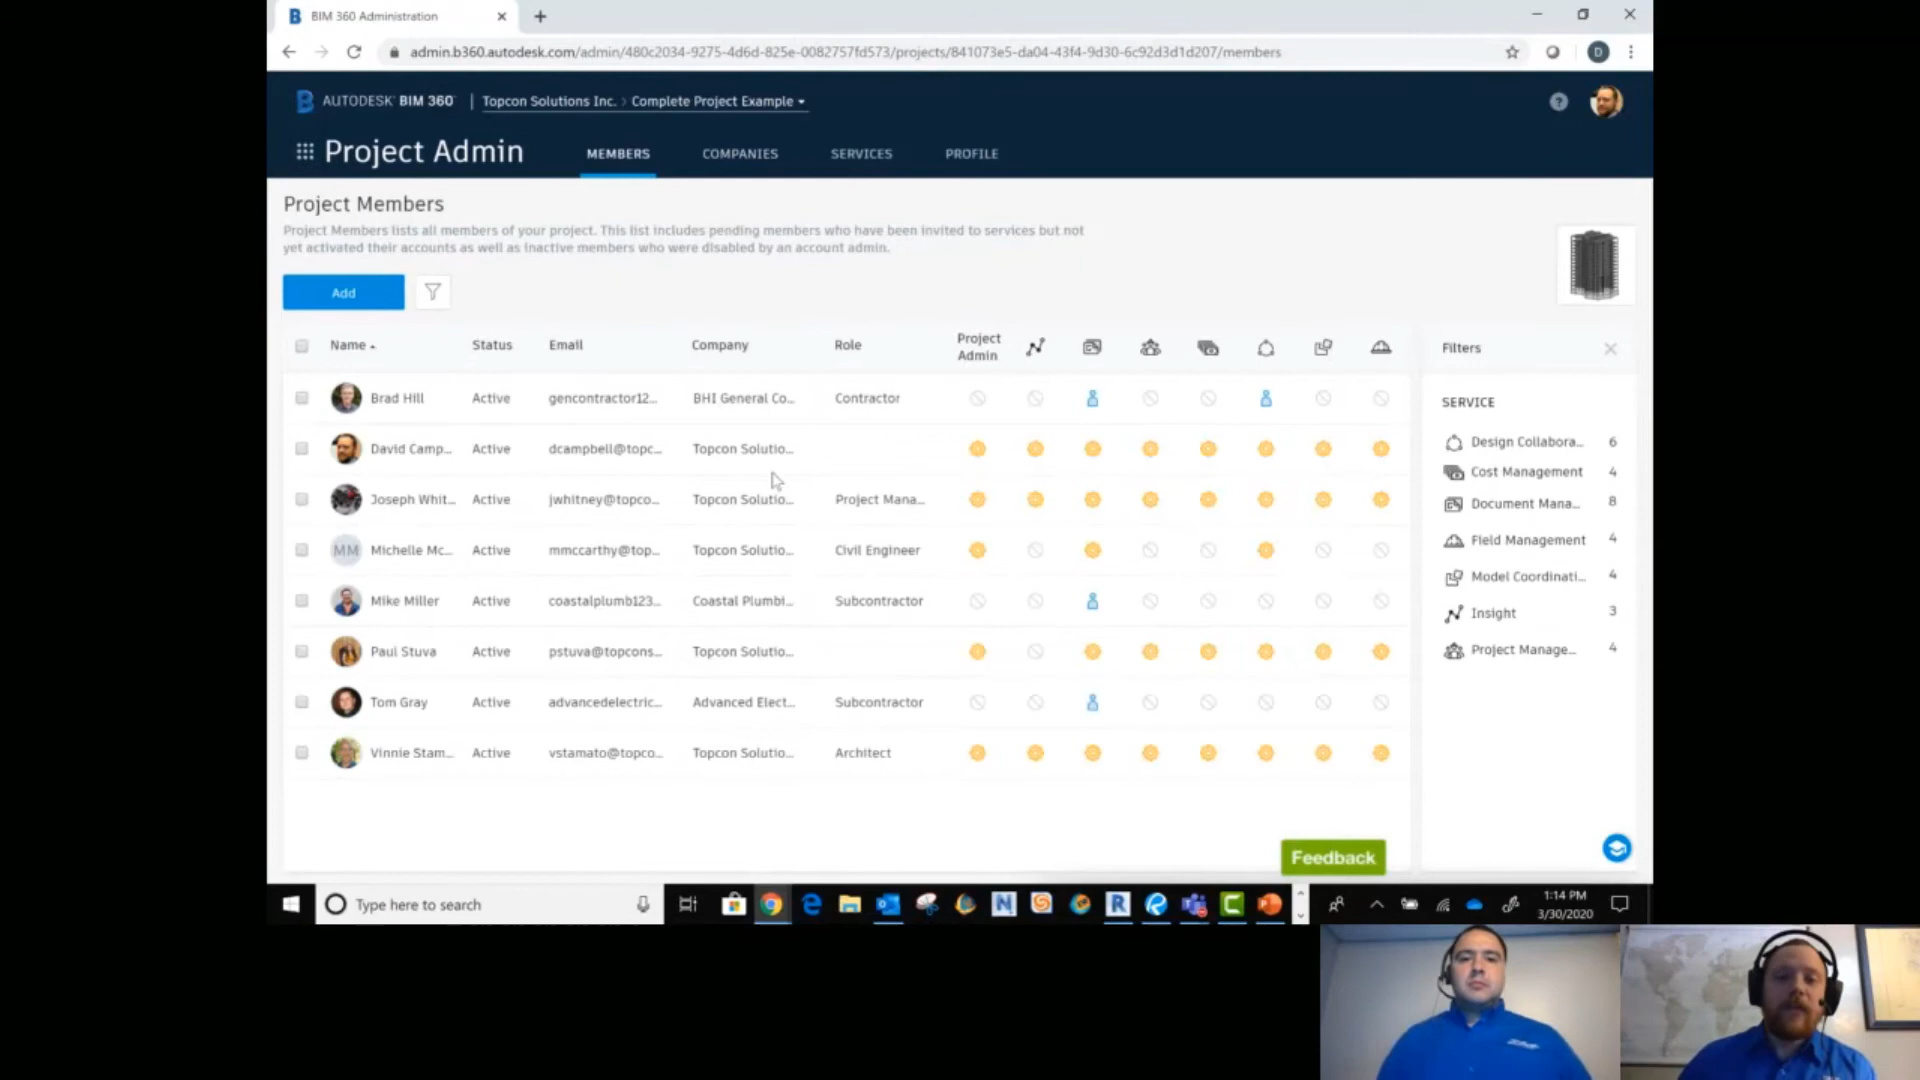 BIM 360 Administration
admin.b360.autodesk.com/admin/480c2034-9275-4d6d-825e-0082757fd573/projects/841073e5-da04-43f4-9d30-6c92d3d1d207/members
D
AUTODESK BIM 360
Topcon Solutions Inc. > Complete Project Example
Project Admin
MEMBERS
COMPANIES
SERVICES
PROFILE
Project Members
Project Members lists all members of your project. This list includes pending members who have been invited to services but not
yet activated their accounts as well as inactive members who were disabled by an account admin.
Add
Name Status Email Company Role Project Admin
Brad Hill Active gencontractor12... BHI General Co... Contractor
David Camp... Active dcampbell@topc... Topcon Solutio...
Joseph Whit... Active jwhitney@topco... Topcon Solutio... Project Mana...
MM Michelle Mc... Active mmccarthy@top... Topcon Solutio... Civil Engineer
Mike Miller Active coastalplumb123... Coastal Plumbi... Subcontractor
Paul Stuva Active pstuva@topcons... Topcon Solutio...
Tom Gray Active advancedelectric... Advanced Elect... Subcontractor
Vinnie Stam... Active vstamato@topco... Topcon Solutio... Architect
Filters
SERVICE
Design Collabora... 6
Cost Management 4
Document Mana... 8
Field Management 4
Model Coordinati... 4
Insight 3
Project Manage... 4
Feedback
Type here to search
1:14 PM
3/30/2020